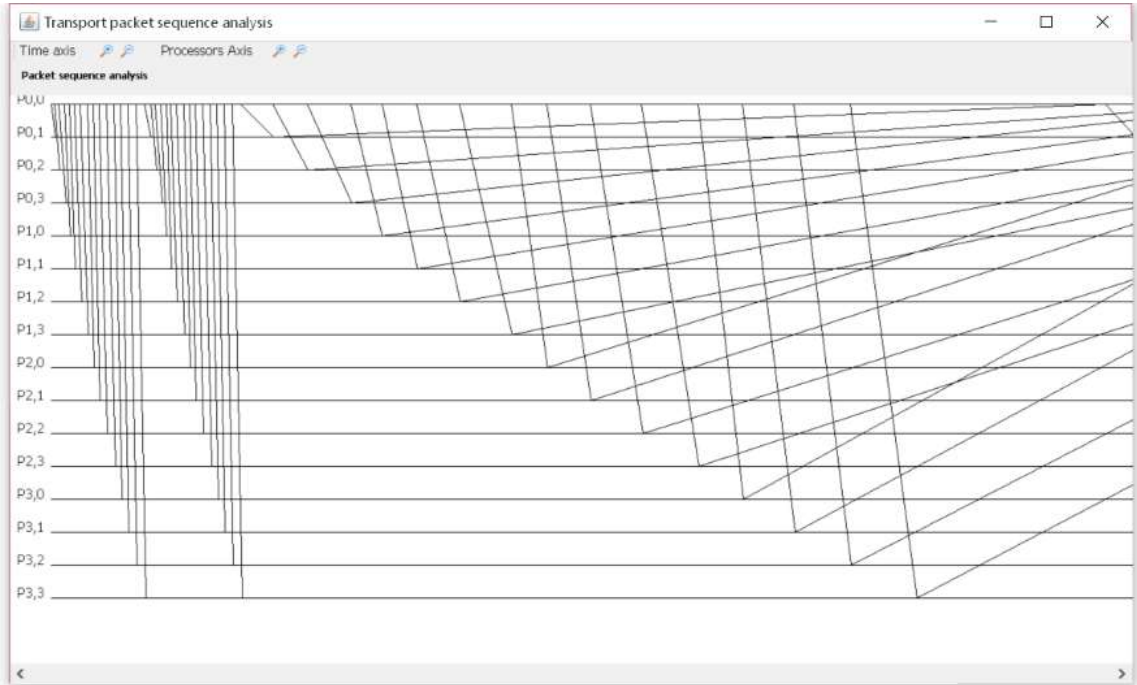 Transport packet sequence analysis
Time axis Processors Axis
Packet sequence analysis
P0,0
P0,1
P0,2
P0,3
P1,0
P1,1
P1,2
P1,3
P2,0
P2,1
P2,2
P2,3
P3,0
P3,1
P3,2
P3,3